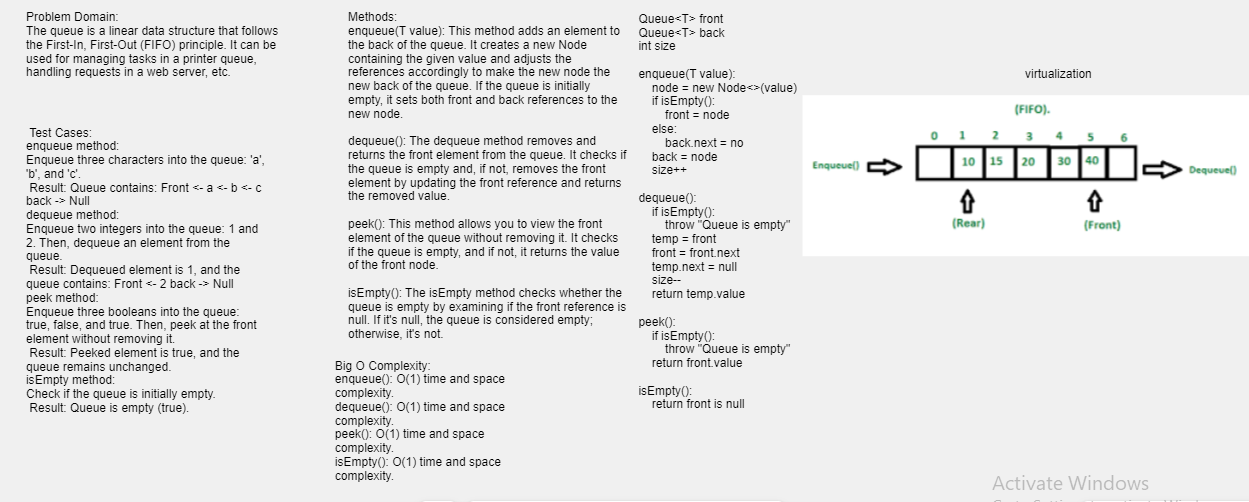 Problem Domain:
The queue is a linear data structure that follows
the First-In, First-Out (FIFO) principle. It can be
used for managing tasks in a printer queue,
handling requests in a web server, etc.
Test Cases:
enqueue method:
Enqueue three characters into the queue: 'a',
'b', and 'c'.
Result: Queue contains: Front <- a <- b <- c
back -> Null
dequeue method:
Enqueue two integers into the queue: 1 and
2. Then, dequeue an element from the
queue.
Result: Dequeued element is 1, and the
queue contains: Front <- 2 back -> Null
peek method:
Enqueue three booleans into the queue:
true, false, and true. Then, peek at the front
element without removing it.
Result: Peeked element is true, and the
queue remains unchanged.
isEmpty method:
Check if the queue is initially empty.
Result: Queue is empty (true).
Methods:
enqueue(T value): This method adds an element to
the back of the queue. It creates a new Node
containing the given value and adjusts the
references accordingly to make the new node the
new back of the queue. If the queue is initially
empty, it sets both front and back references to the
new node.
dequeue(): The dequeue method removes and
returns the front element from the queue. It checks if
the queue is empty and, if not, removes the front
element by updating the front reference and returns
the removed value.
peek(): This method allows you to view the front
element of the queue without removing it. It checks
if the queue is empty, and if not, it returns the value
of the front node.
isEmpty(): The isEmpty method checks whether the
queue is empty by examining if the front reference is
null. If it's null, the queue is considered empty;
otherwise, it's not.
Big O Complexity:
enqueue(): O(1) time and space
complexity.
dequeue(): O(1) time and space
complexity.
peek(): O(1) time and space
complexity.
isEmpty(): O(1) time and space
complexity.
Queue<T> front
Queue<T> back
int size
enqueue(T value):
node = new Node<>(value)
if isEmpty():
front = node
else:
back.next = no
back = node
size++
dequeue():
if isEmpty():
throw "Queue is empty"
temp = front
front = front.next
temp.next = null
size--
return temp.value
peek():
if isEmpty():
throw "Queue is empty"
return front.value
isEmpty():
return front is null
virtualization
(FIFO).
0 1 2 3 4 5 6
Enqueue() 10 15 20 30 40 Dequeue()
(Rear) (Front)
Activate Windows